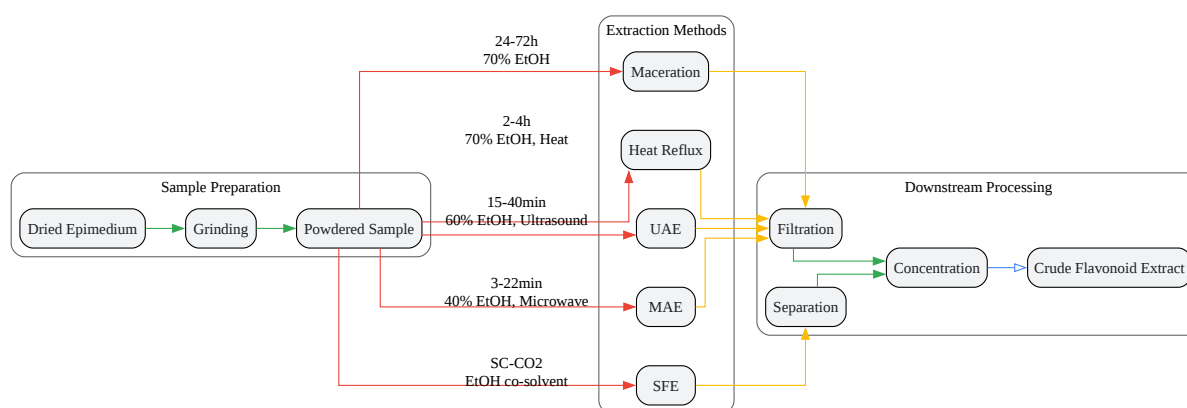 Extraction Methods
24-72h
70% EtOH
Maceration
2-4h
70% EtOH, Heat
Heat Reflux
Sample Preparation
Downstream Processing
Dried Epimedium
Grinding
Powdered Sample
15-40min
60% EtOH, Ultrasound
UAE
Filtration
Concentration
Crude Flavonoid Extract
3-22min
40% EtOH, Microwave
MAE
Separation
SC-CO2
EtOH co-solvent
SFE